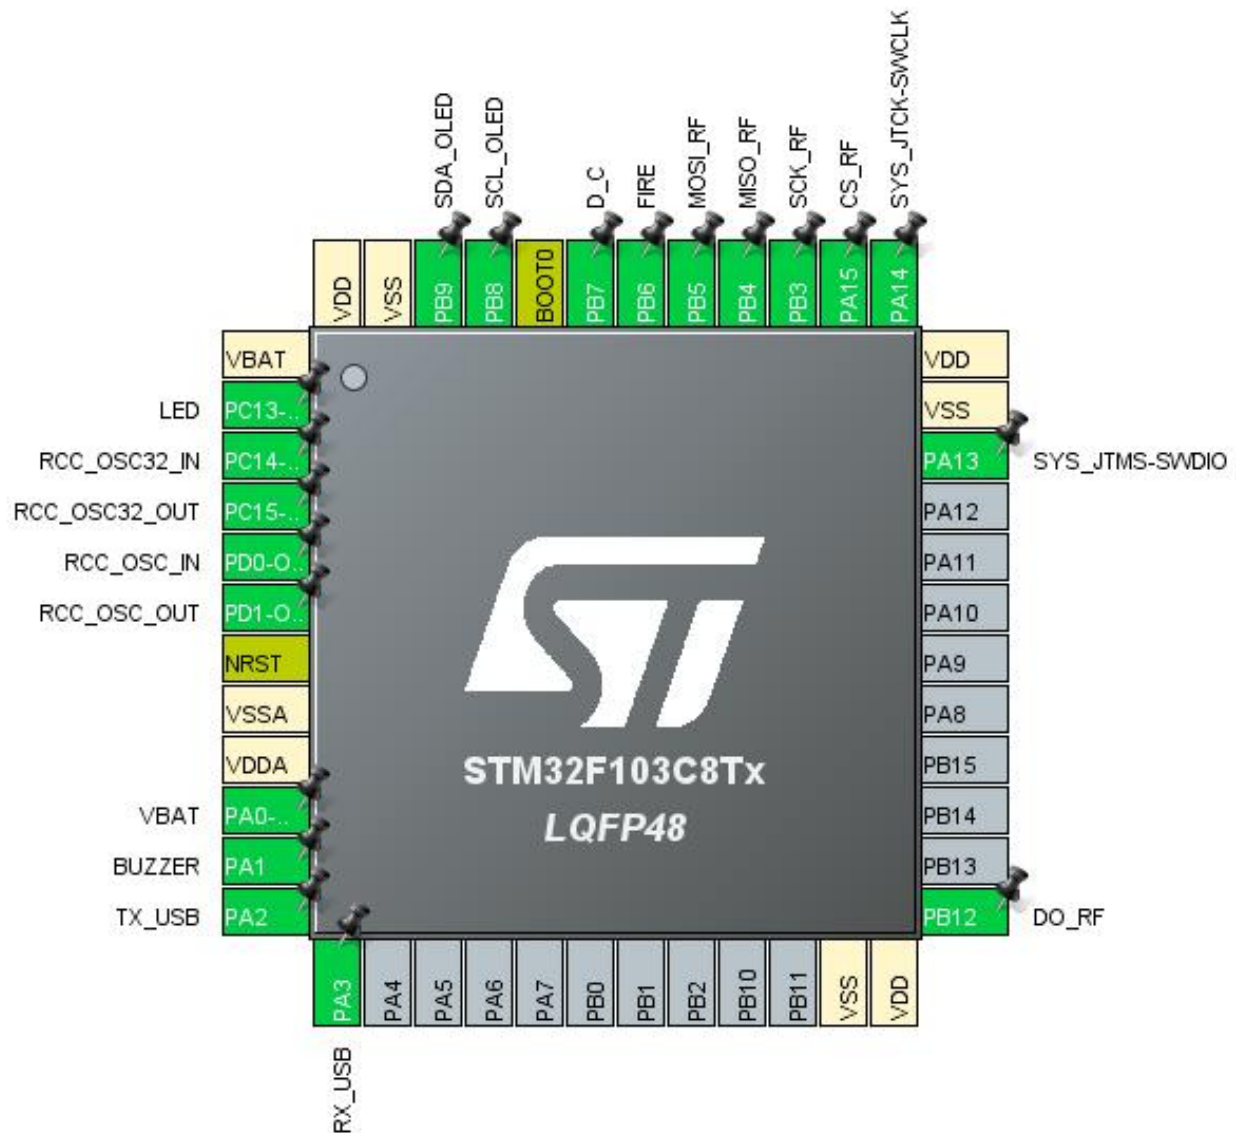 SDA_OLED
SCL_OLED
D_C
FIRE
MOSI_RF
MISO_RF
SCK_RF
CS_RF
SYS_JTCK-SWCLK
VDD
VSS
PB9
PB8
BOOT0
PB7
PB6
PB5
PB4
PB3
PA15
PA14
VBAT
LED PC13-..
RCC_OSC32_IN PC14-..
RCC_OSC32_OUT PC15-..
RCC_OSC_IN PD0-O..
RCC_OSC_OUT PD1-O..
NRST
VSSA
VDDA
VBAT PA0-..
BUZZER PA1
TX_USB PA2
VDD
VSS
PA13 SYS_JTMS-SWDIO
PA12
PA11
PA10
PA9
PA8
PB15
PB14
PB13
PB12 DO_RF
ST
STM32F103C8Tx
LQFP48
PA3
PA4
PA5
PA6
PA7
PB0
PB1
PB2
PB10
PB11
VSS
VDD
RX_USB